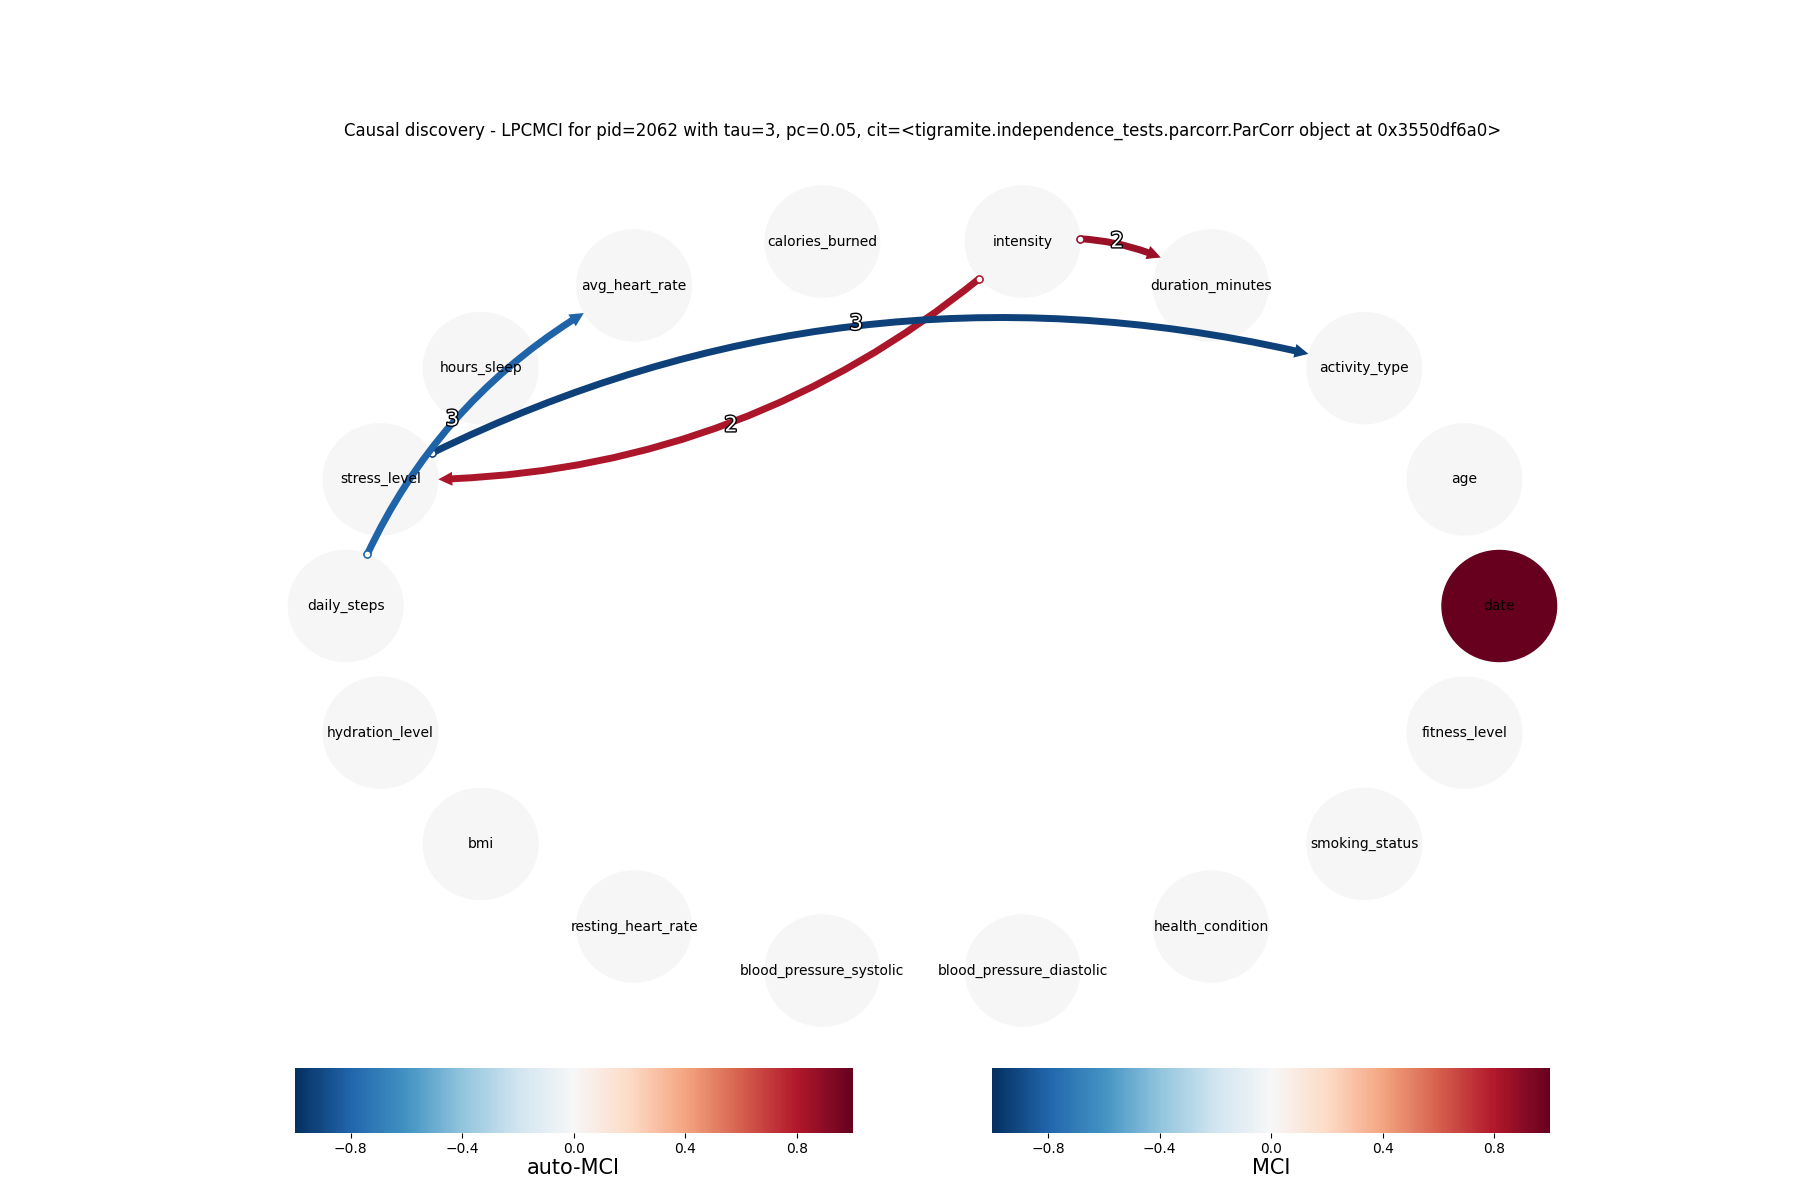 Causal discovery - LPCMCI for pid=2062 with tau=3, pc=0.05, cit=<tigramite.independence_tests.parcorr.ParCorr object at 0x3550df6a0>
calories_burned
intensity
2
avg_heart_rate
duration_minutes
3
hours_sleep
activity_type
3
2
stress_level
age
daily_steps
date
hydration_level
fitness_level
bmi
smoking_status
resting_heart_rate
health_condition
blood_pressure_systolic
blood_pressure_diastolic
−0.8 −0.4 0.0 0.4 0.8
auto-MCI
−0.8 −0.4 0.0 0.4 0.8
MCI